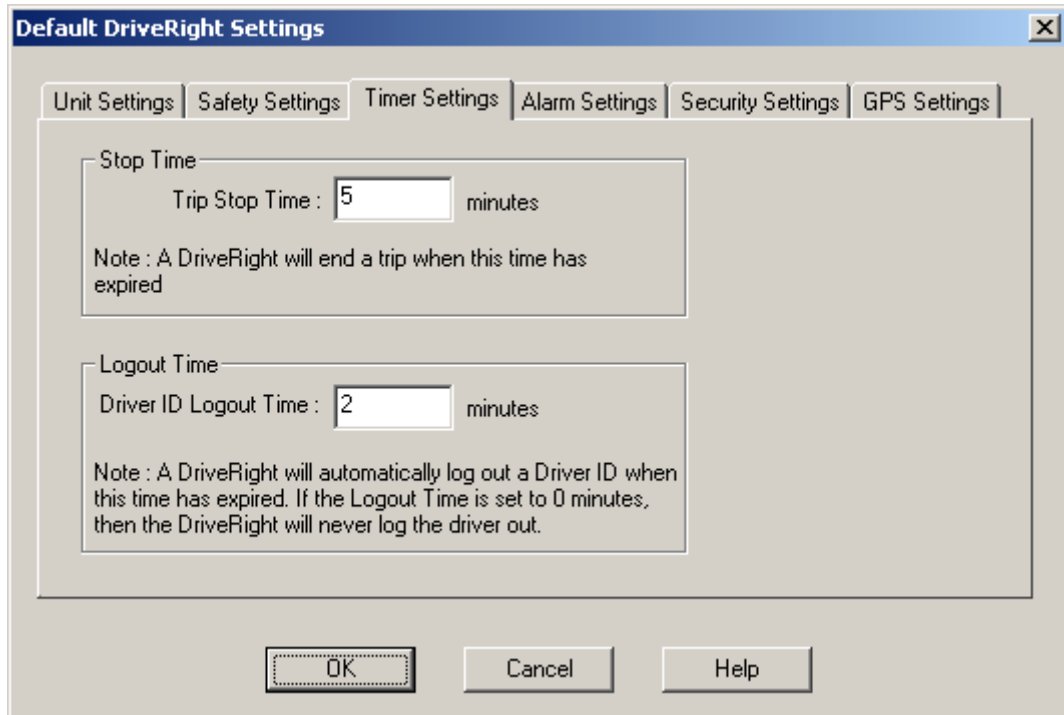 Default DriveRight Settings
Unit Settings Safety Settings Timer Settings Alarm Settings Security Settings GPS Settings
Stop Time
Trip Stop Time : 5 minutes
Note : A DriveRight will end a trip when this time has
expired
Logout Time
Driver ID Logout Time : 2 minutes
Note : A DriveRight will automatically log out a Driver ID when
this time has expired. If the Logout Time is set to 0 minutes,
then the DriveRight will never log the driver out.
OK Cancel Help